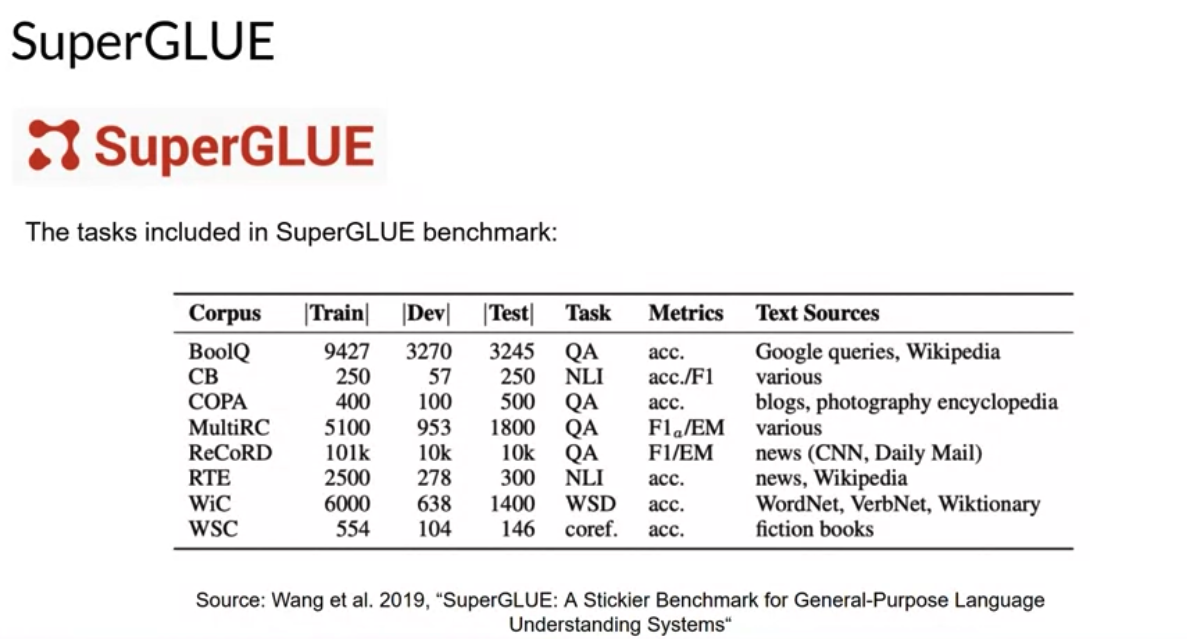 SuperGLUE
SuperGLUE
The tasks included in SuperGLUE benchmark:
Corpus |Train| |Dev| |Test| Task Metrics Text Sources
BoolQ 9427 3270 3245 QA acc. Google queries, Wikipedia
CB 250 57 250 NLI acc./F1 various
COPA 400 100 500 QA acc. blogs, photography encyclopedia
MultiRC 5100 953 1800 QA F1ₐ/EM various
ReCoRD 101k 10k 10k QA F1/EM news (CNN, Daily Mail)
RTE 2500 278 300 NLI acc. news, Wikipedia
WiC 6000 638 1400 WSD acc. WordNet, VerbNet, Wiktionary
WSC 554 104 146 coref. acc. fiction books
Source: Wang et al. 2019, “SuperGLUE: A Stickier Benchmark for General-Purpose Language
Understanding Systems“